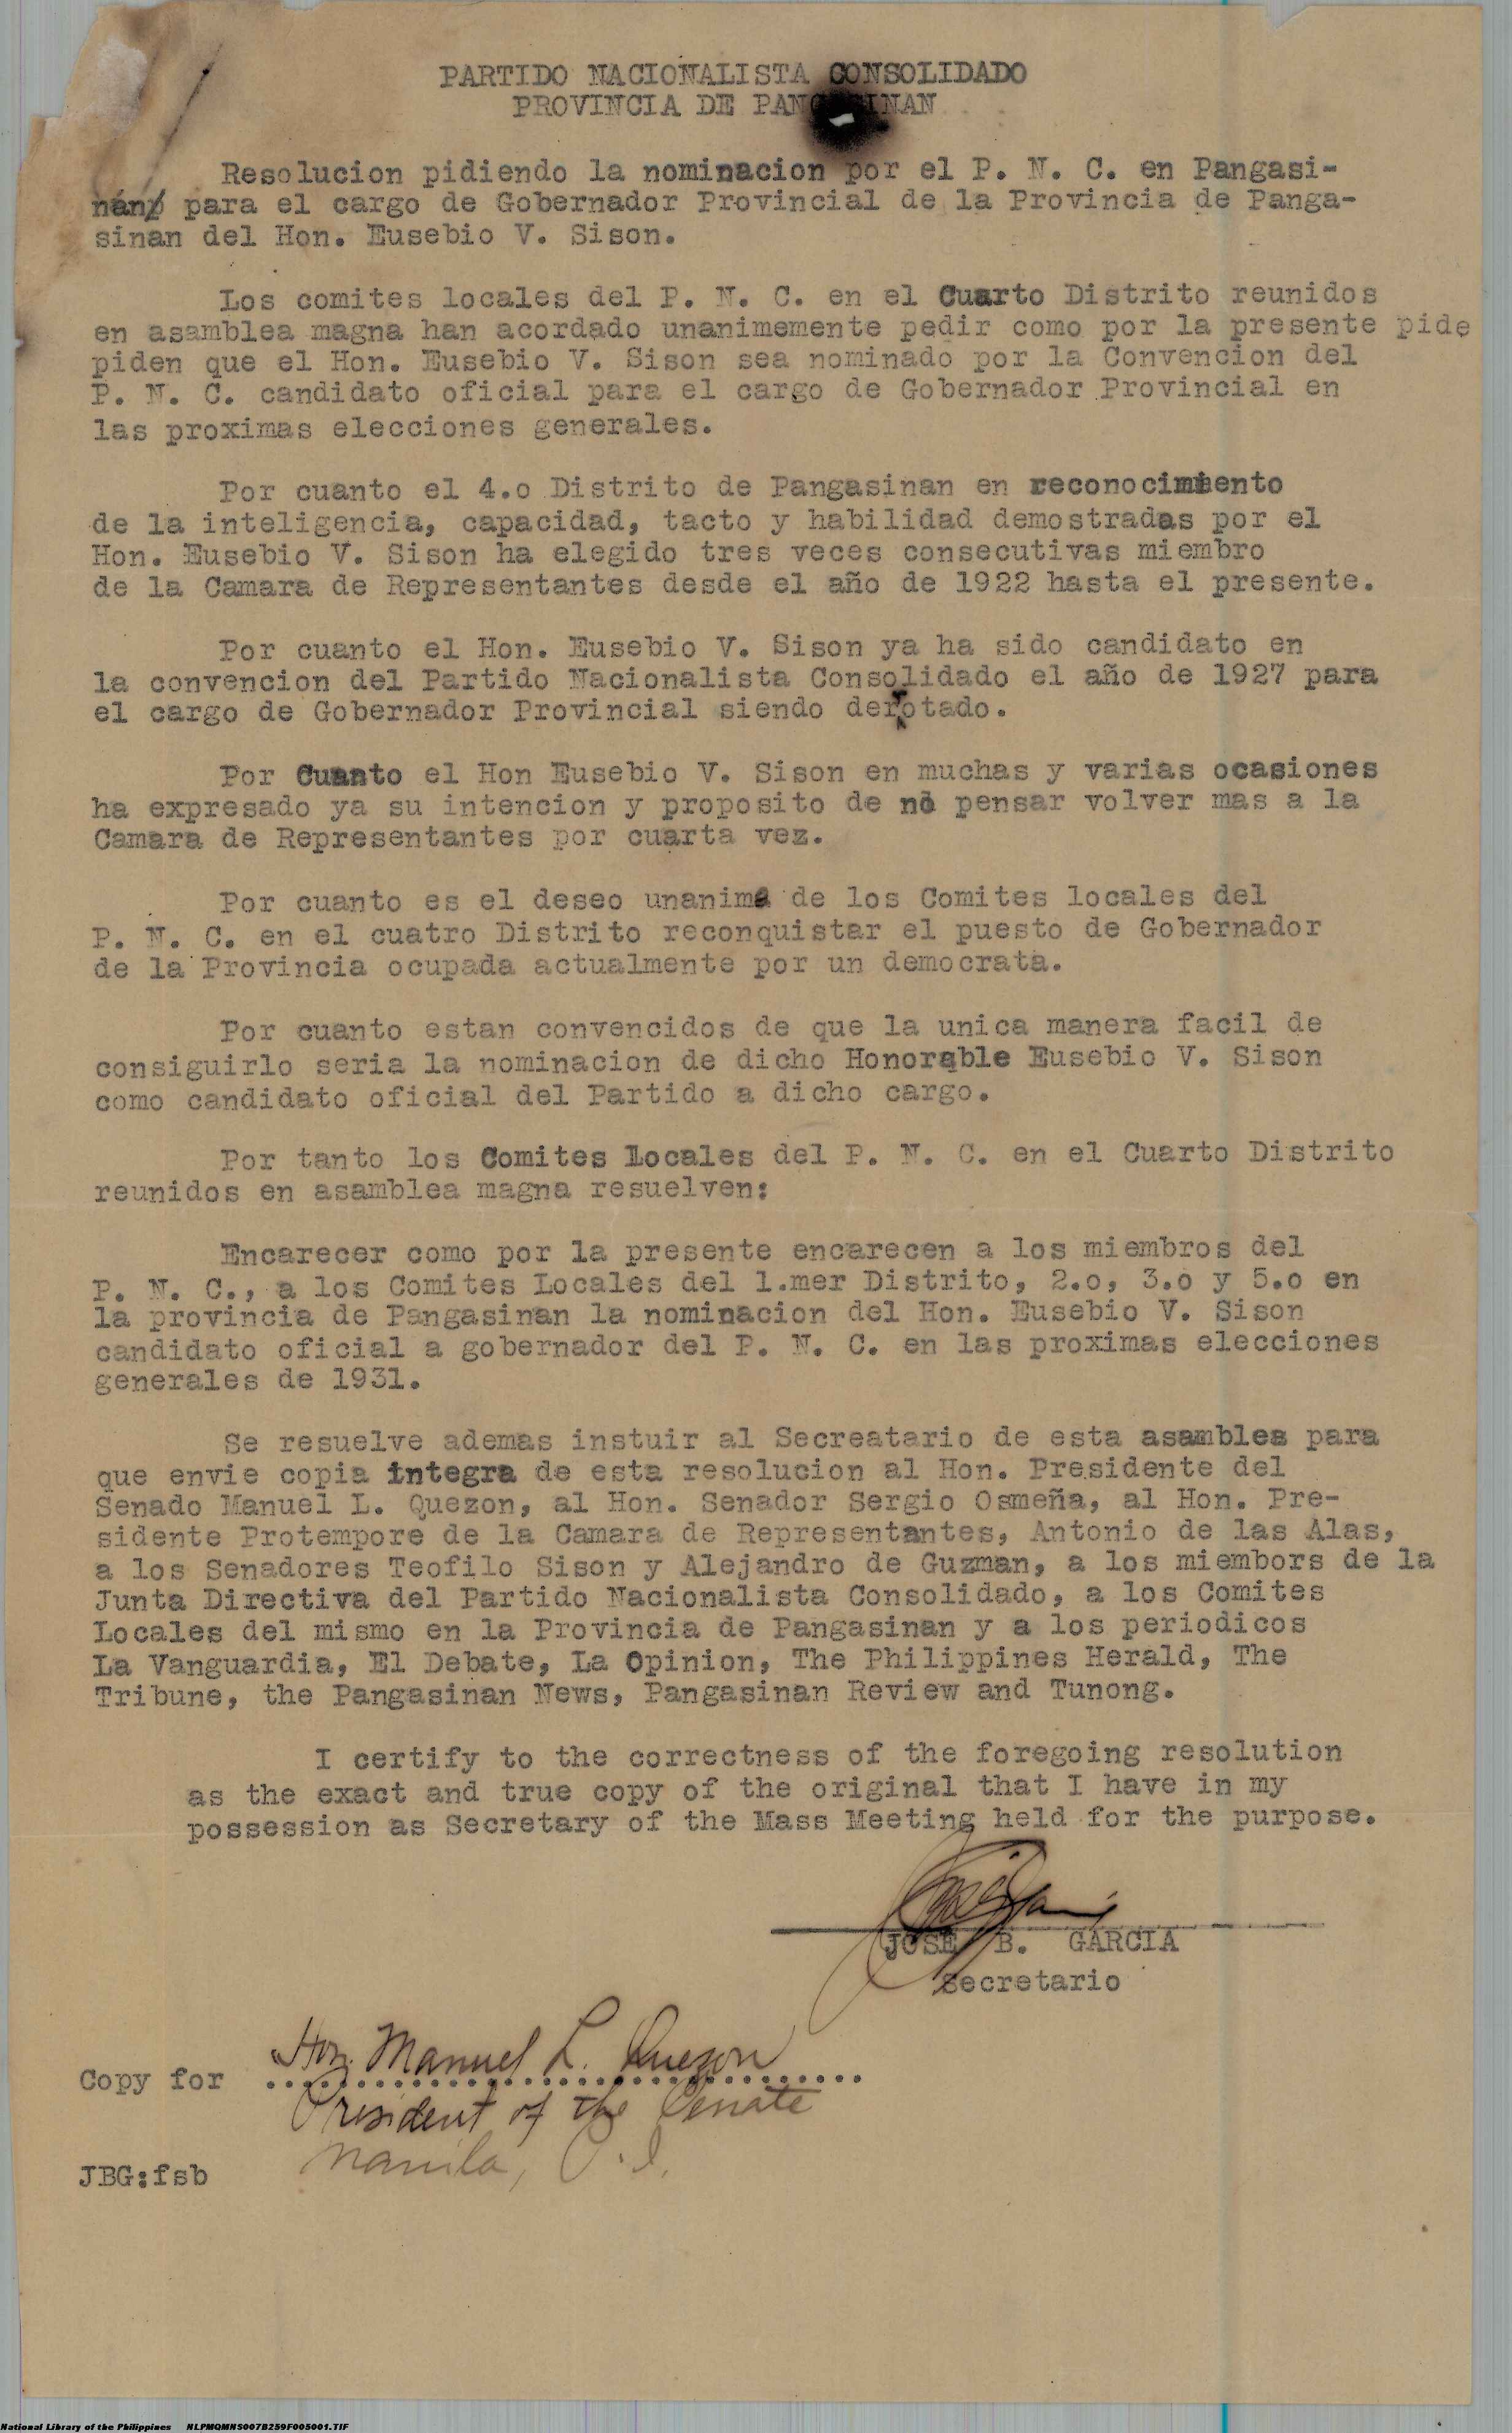 PARTIDO NACIONALISTA CONSOLIDADO
PROVINCIA DE PANGASINAN
Resolucion pidiendo la nominacion por el P. N. C. en Pangasi-
nan, para el cargo de Gobernador Provincial de la Provincia de Panga-
sinan del Hon. Eusebio V. Sison.
Los comites locales del P. N. C. en el Cuarto Distrito reunidos
en asamblea magna han acordado unanimemente pedir como por la presente pide
piden que el Hon. Eusebio V. Sison sea nominado por la Convencion del
P. N. C. candidato oficial para el cargo de Gobernador Provincial en
las proximas elecciones generales.
Por cuanto el 4.o Distrito de Pangasinan en reconocimiento
de la inteligencia, capacidad, tacto y habilidad demostradas por el
Hon. Eusebio V. Sison ha elegido tres veces consecutivas miembro
de la Camara de Representantes desde el año de 1922 hasta el presente.
Por cuanto el Hon. Eusebio V. Sison ya ha sido candidato en
la convencion del Partido Nacionalista Consolidado el año de 1927 para
el cargo de Gobernador Provincial siendo derotado.
Por Cuanto el Hon Eusebio V. Sison en muchas y varias ocasiones
ha expresado ya su intencion y proposito de no pensar volver mas a la
Camara de Representantes por cuarta vez.
Por cuanto es el deseo unanime de los Comites locales del
P. N. C. en el cuatro Distrito reconquistar el puesto de Gobernador
de la Provincia ocupada actualmente por un democrata.
Por cuanto estan convencidos de que la unica manera facil de
consiguirlo seria la nominacion de dicho Honorable Eusebio V. Sison
como candidato oficial del Partido a dicho cargo.
Por tanto los Comites Locales del P. N. C. en el Cuarto Distrito
reunidos en asamblea magna resuelven:
Encarecer como por la presente encarecen a los miembros del
P. N. C., a los Comites Locales del 1.mer Distrito, 2.o, 3.o y 5.o en
la provincia de Pangasinan la nominacion del Hon. Eusebio V. Sison
candidato oficial a gobernador del P. N. C. en las proximas elecciones
generales de 1931.
Se resuelve ademas instuir al Secreatario de esta asamblea para
que envie copia integra de esta resolucion al Hon. Presidente del
Senado Manuel L. Quezon, al Hon. Senador Sergio Osmeña, al Hon. Pre-
sidente Protempore de la Camara de Representantes, Antonio de las Alas,
a los Senadores Teofilo Sison y Alejandro de Guzman, a los miembors de la
Junta Directiva del Partido Nacionalista Consolidado, a los Comites
Locales del mismo en la Provincia de Pangasinan y a los periodicos
La Vanguardia, El Debate, La Opinion, The Philippines Herald, The
Tribune, the Pangasinan News, Pangasinan Review and Tunong.
I certify to the correctness of the foregoing resolution
as the exact and true copy of the original that I have in my
possession as Secretary of the Mass Meeting held for the purpose.
JOSE B. GARCIA
Secretario
Hon. Manuel L. Quezon
Copy for ................................
President of the Senate
Manila, P. I.
JBG:fsb
National Library of the Philippines NLPMQMNS007B259F005001.TIF